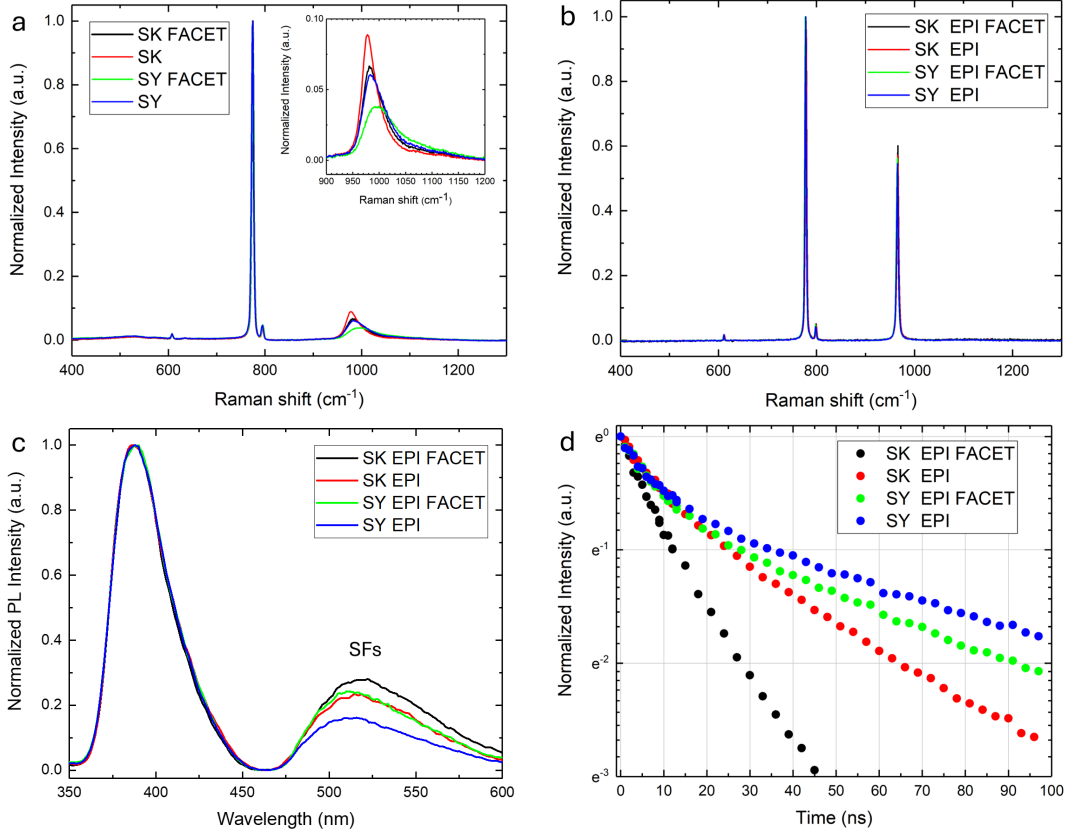 a
SK FACET
SK
SY FACET
SY
Normalized Intensity (a.u.)
1.0
0.8
0.6
0.4
0.2
0.0
400 600 800 1000 1200
Raman shift (cm-1)
Normalized Intensity (a.u.)
0.10
0.05
0.00
900 950 1000 1050 1100 1150 1200
Raman shift (cm-1)
b
SK EPI FACET
SK EPI
SY EPI FACET
SY EPI
Normalized Intensity (a.u.)
1.0
0.8
0.6
0.4
0.2
0.0
400 600 800 1000 1200
Raman shift (cm-1)
c
SK EPI FACET
SK EPI
SY EPI FACET
SY EPI
SFs
Normalized PL Intensity (a.u.)
1.0
0.8
0.6
0.4
0.2
0.0
350 400 450 500 550 600
Wavelength (nm)
d
SK EPI FACET
SK EPI
SY EPI FACET
SY EPI
Normalized Intensity (a.u.)
e0
e-1
e-2
e-3
0 10 20 30 40 50 60 70 80 90 100
Time (ns)